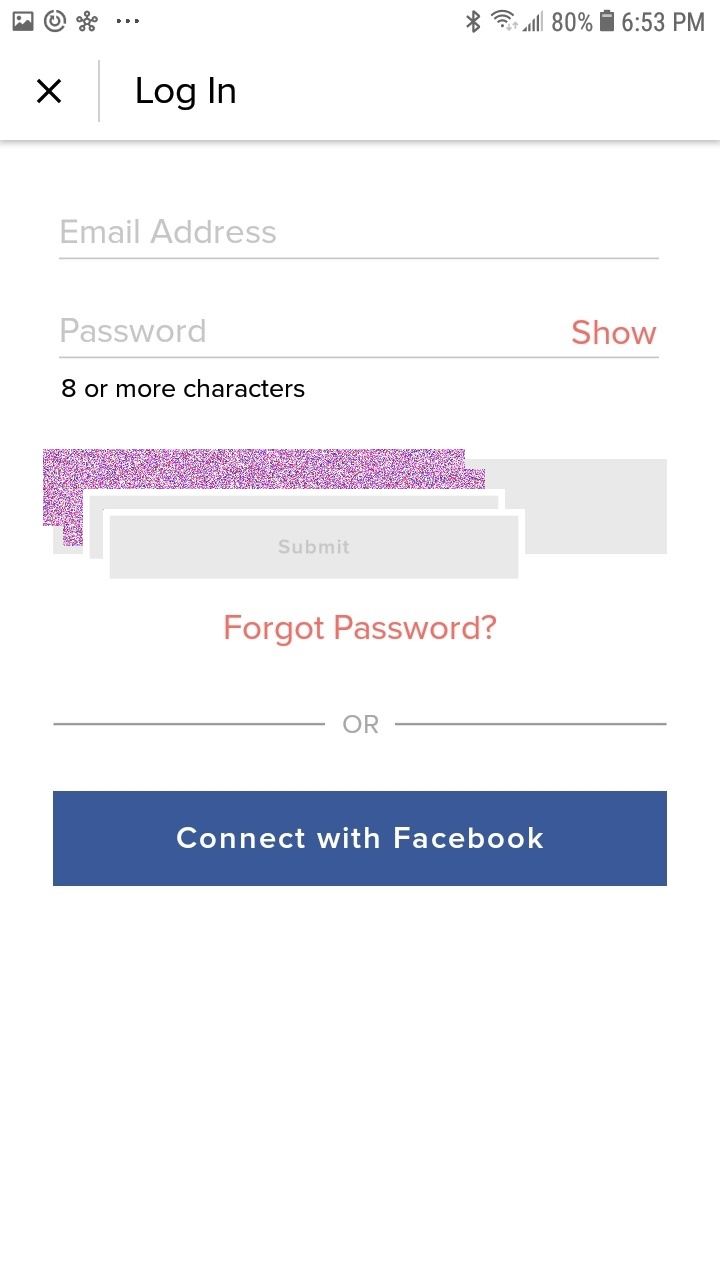 80% 6:53 PM
Log In
Email Address
Password Show
8 or more characters
Submit
Forgot Password?
OR
Connect with Facebook